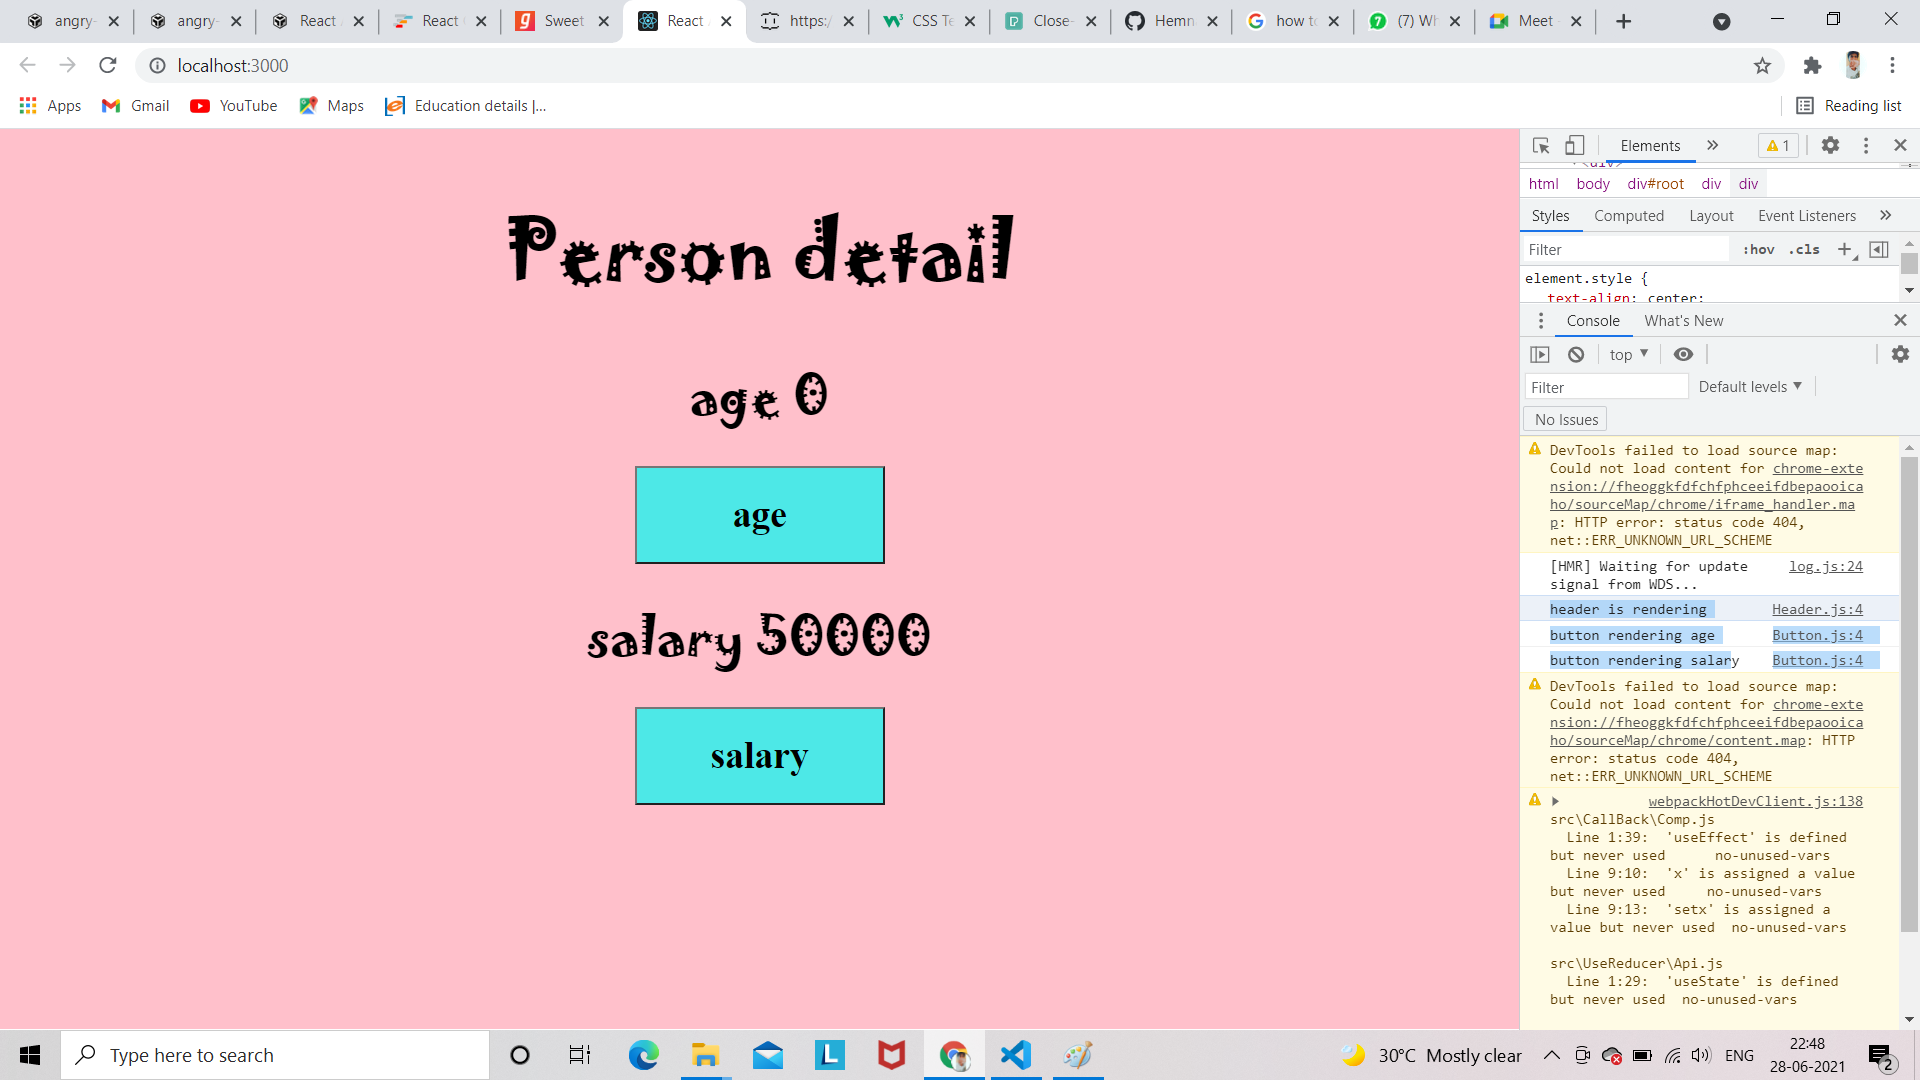 angry-
angry-
React
React
Sweet
React
https:/
CSS Te
Close-
Hemn
how to
(7) Wh
Meet
localhost:3000
Apps
Gmail
YouTube
Maps
Education details |...
Reading list
Person detail
age 0
age
salary 50000
salary
Elements
1
<div>
html body div#root div div
Styles Computed Layout Event Listeners
Filter
:hov .cls
element.style {
text-align: center;
Console What's New
top
Filter
Default levels
No Issues
DevTools failed to load source map:
Could not load content for chrome-exte
nsion://fheoggkfdfchfphceeifdbepaooica
ho/sourceMap/chrome/iframe_handler.ma
p: HTTP error: status code 404,
net::ERR_UNKNOWN_URL_SCHEME
[HMR] Waiting for update log.js:24
signal from WDS...
header is rendering Header.js:4
button rendering age Button.js:4
button rendering salary Button.js:4
DevTools failed to load source map:
Could not load content for chrome-exte
nsion://fheoggkfdfchfphceeifdbepaooica
ho/sourceMap/chrome/content.map: HTTP
error: status code 404,
net::ERR_UNKNOWN_URL_SCHEME
webpackHotDevClient.js:138
src\CallBack\Comp.js
Line 1:39: 'useEffect' is defined
but never used no-unused-vars
Line 9:10: 'x' is assigned a value
but never used no-unused-vars
Line 9:13: 'setx' is assigned a
value but never used no-unused-vars
src\UseReducer\Api.js
Line 1:29: 'useState' is defined
but never used no-unused-vars
Type here to search
30°C Mostly clear
ENG
22:48
28-06-2021
2